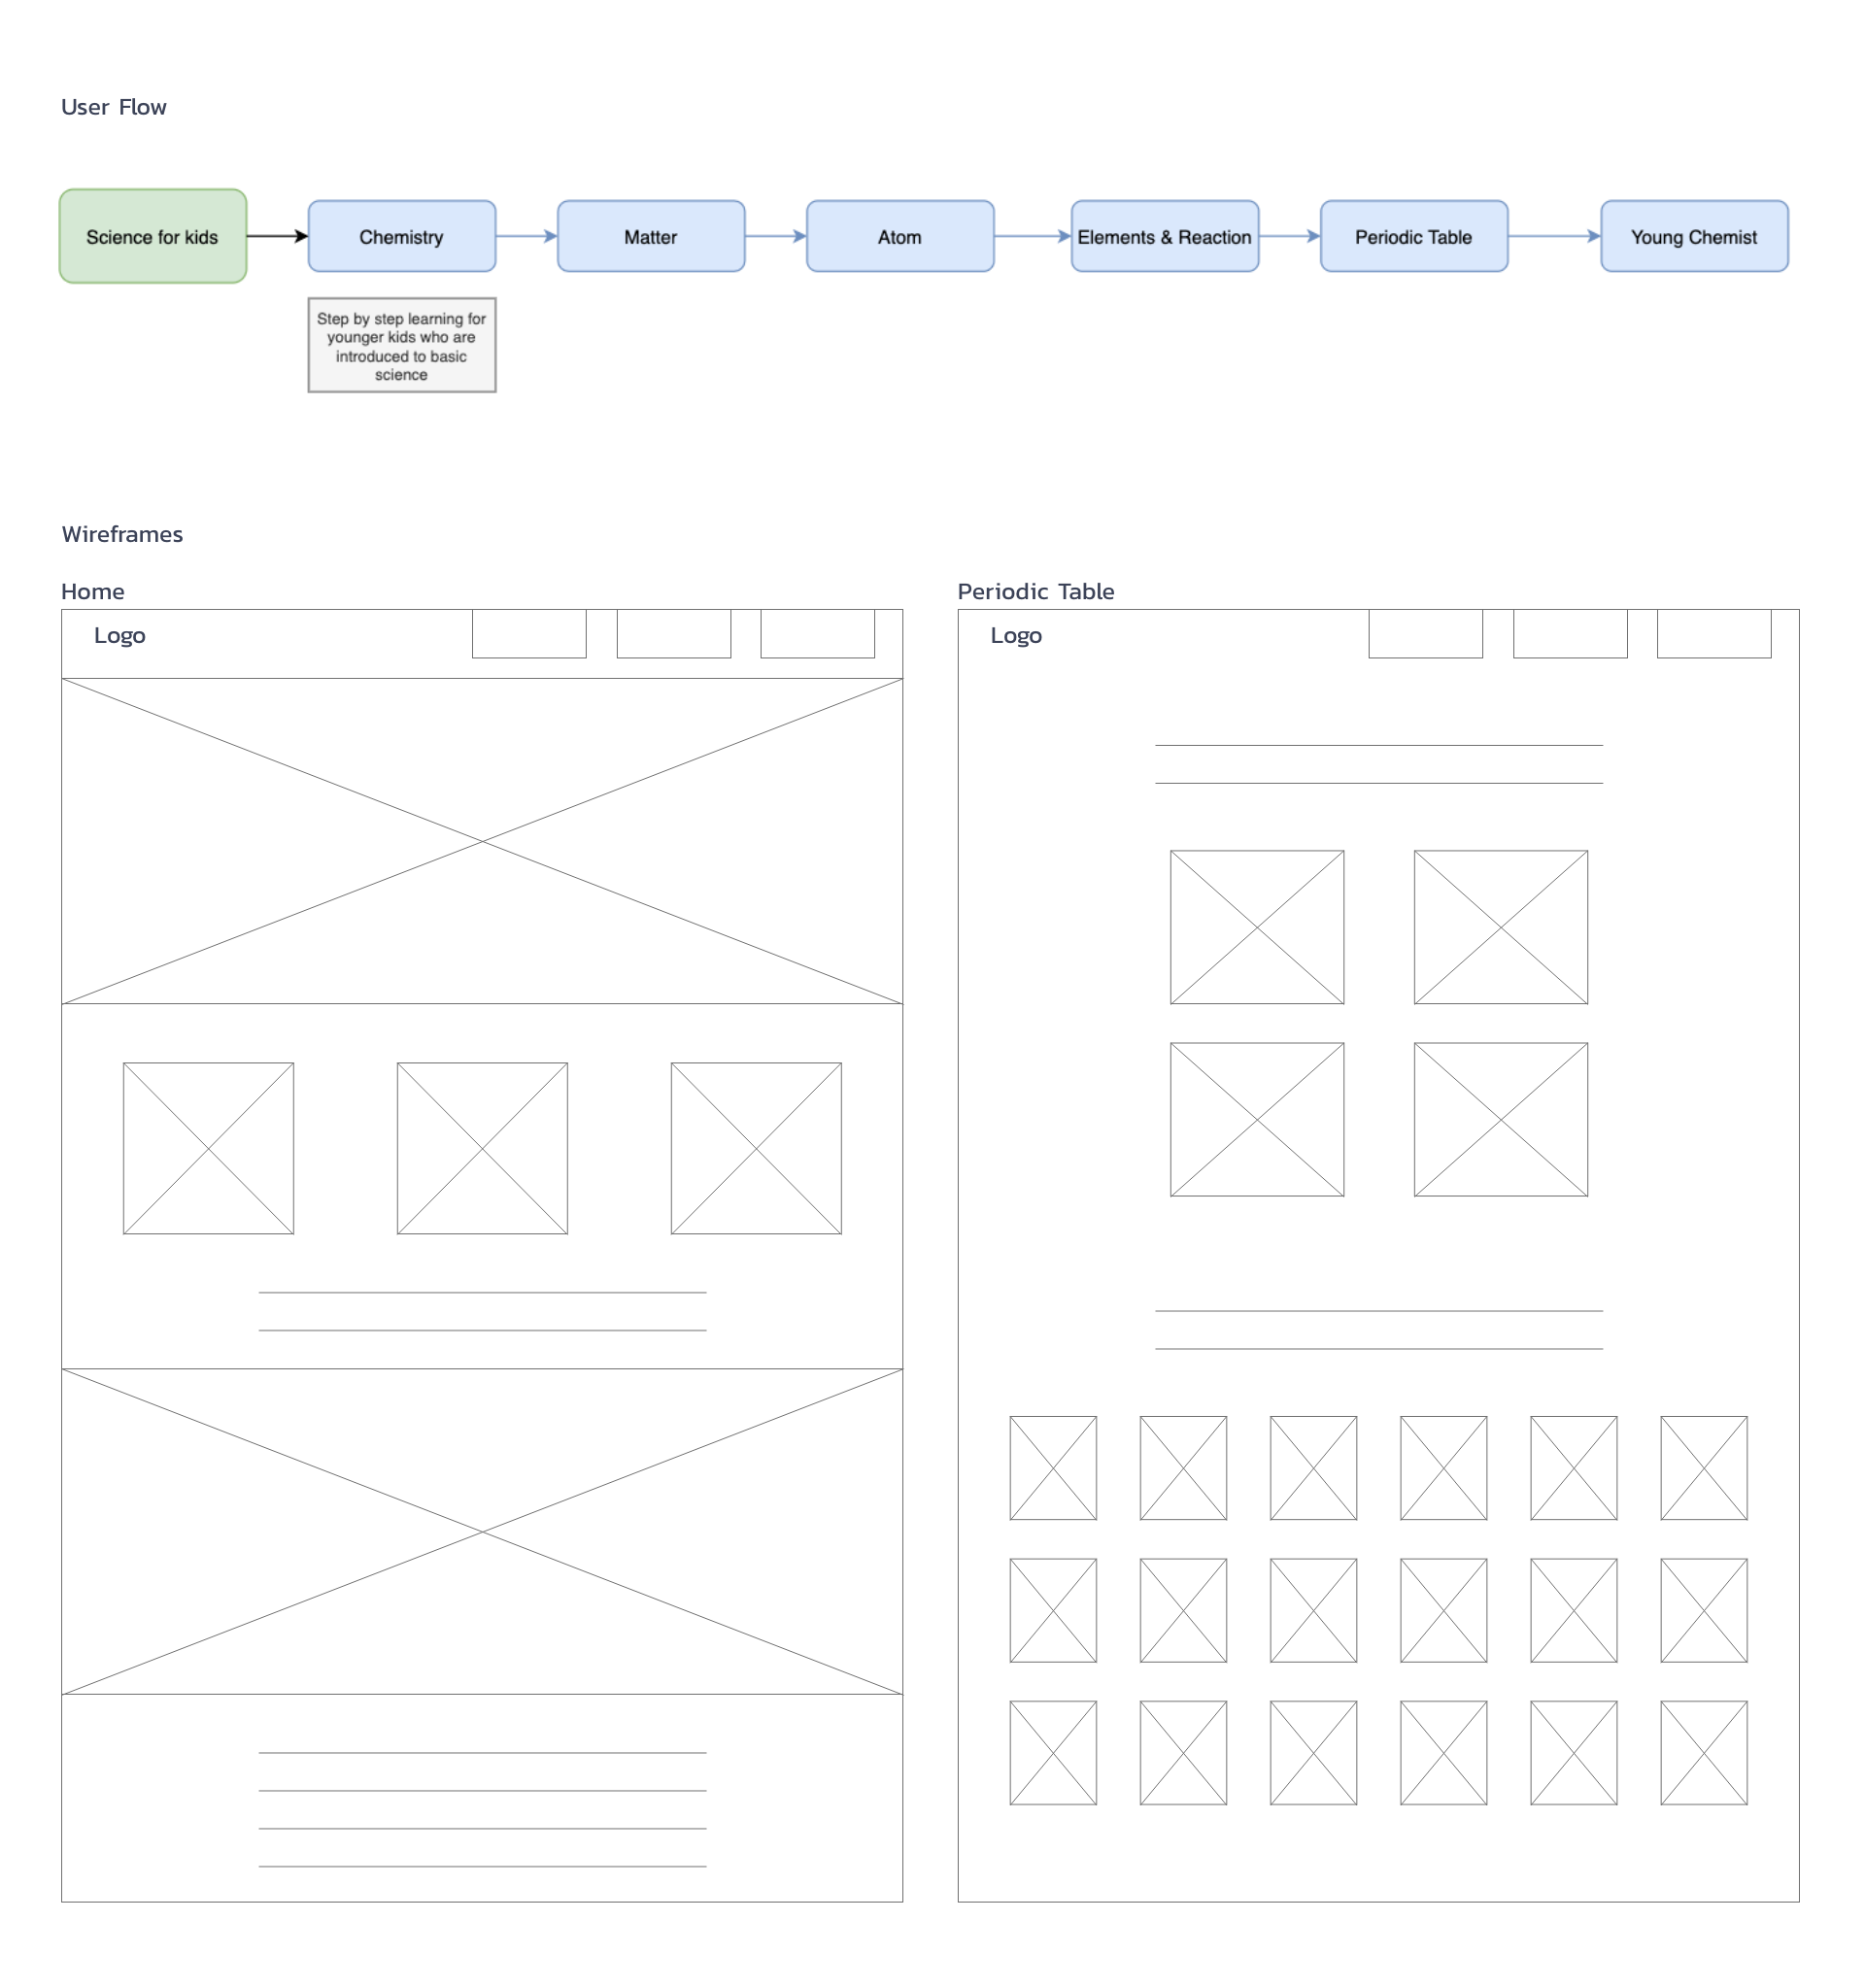 User Flow
Science for kids
Chemistry
Matter
Atom
Elements & Reaction
Periodic Table
Young Chemist
Step by step learning for
younger kids who are
introduced to basic
science
Wireframes
Home
Logo
Periodic Table
Logo